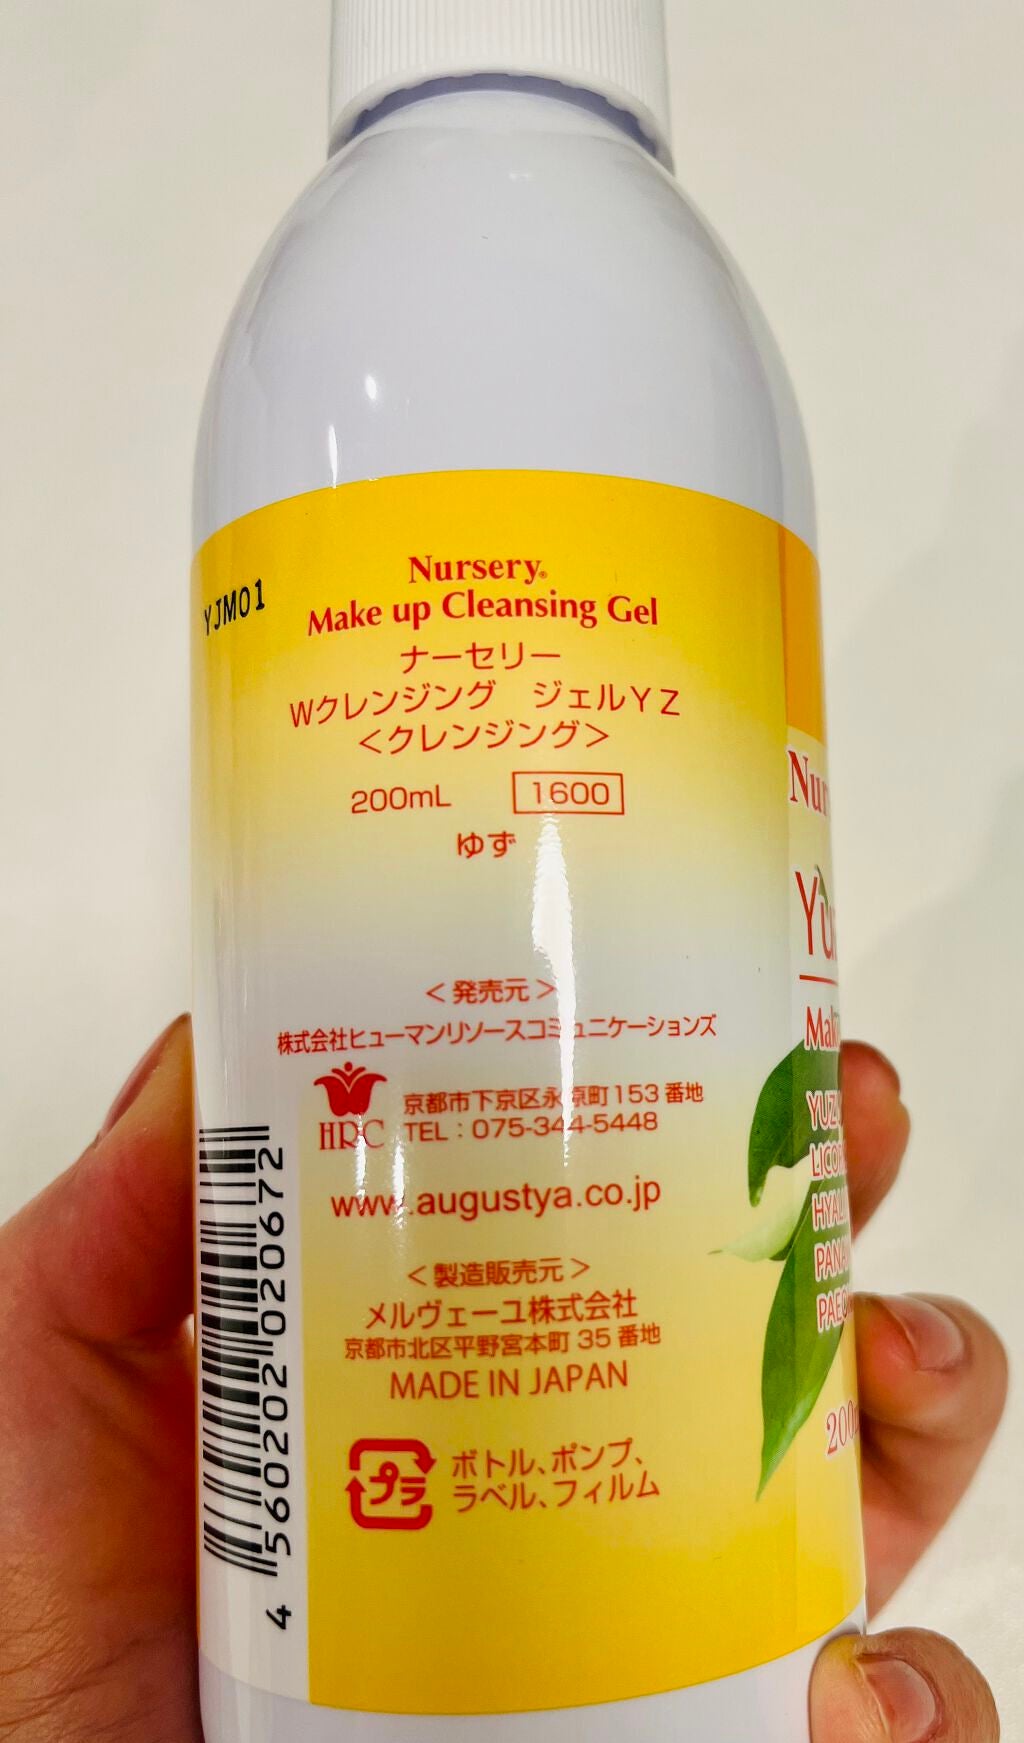 YJM01
Nursery®
Make up Cleansing Gel
ナーセリー
Wクレンジング ジェルYZ
＜クレンジング＞
200mL 1600
ゆず
＜発売元＞
株式会社ヒューマンリソースコミュニケーションズ
HRC
京都市下京区永原町153番地
TEL：075-344-5448
www.augustya.co.jp
＜製造販売元＞
メルヴェーユ株式会社
京都市北区平野宮本町 35 番地
MADE IN JAPAN
プラ
ボトル、ポンプ、
ラベル、フィルム
4 560202 020672